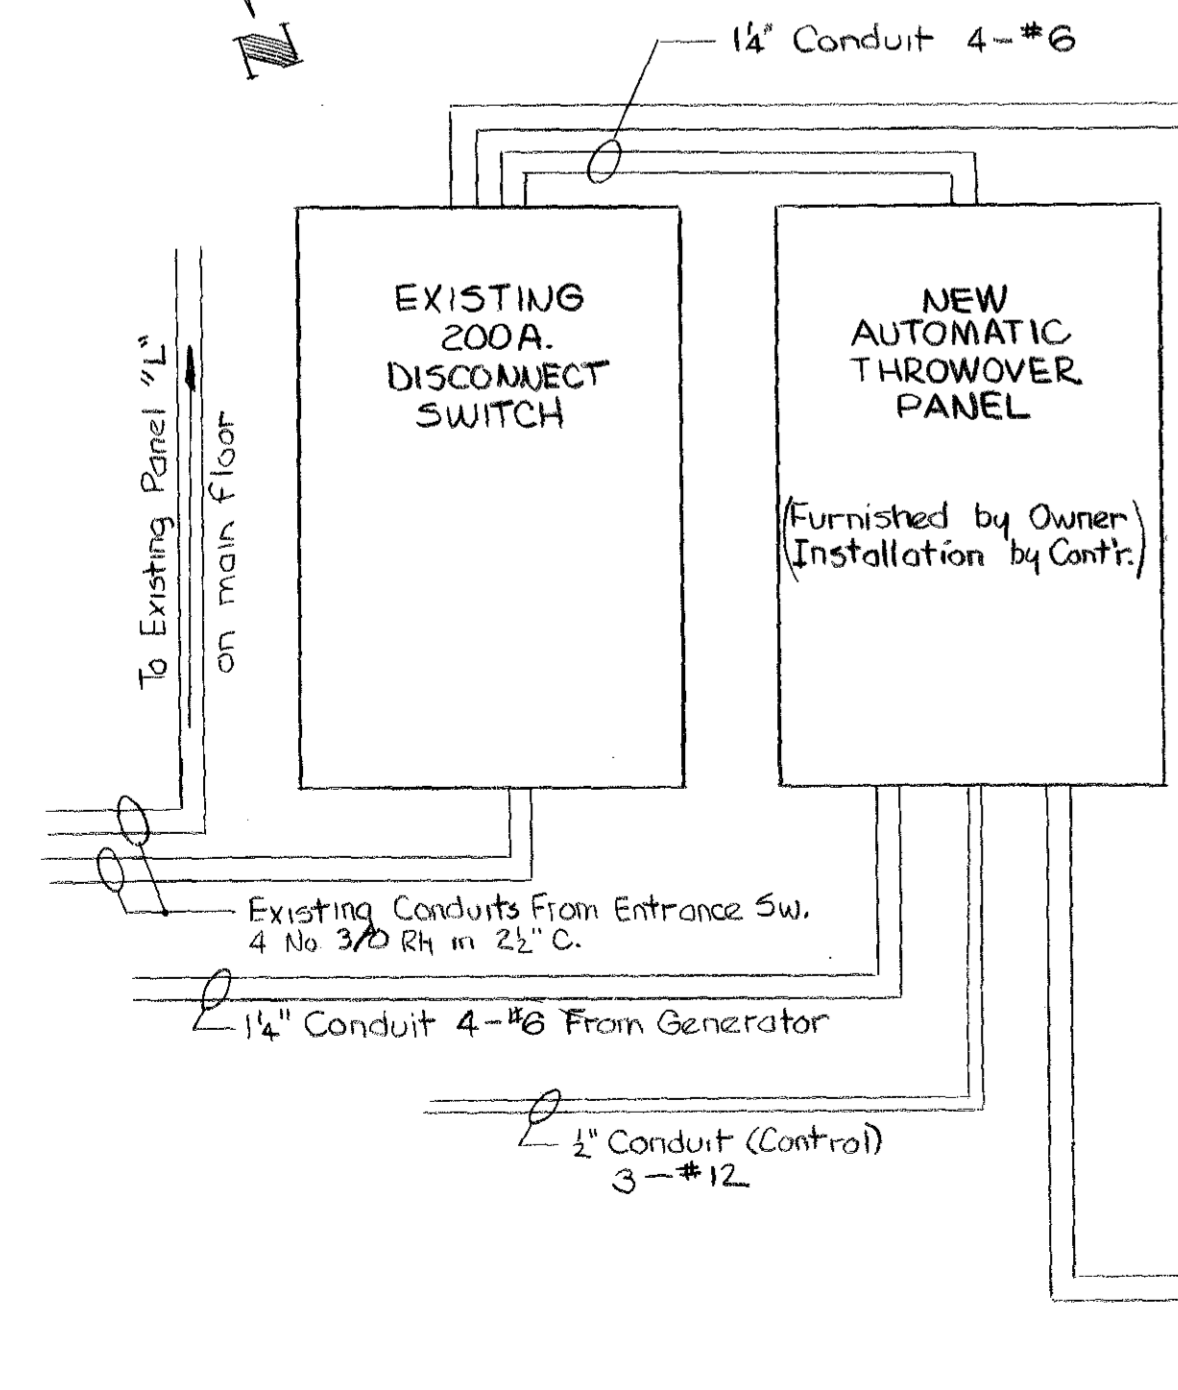 N
1¼" Conduit 4-#6
EXISTING
200A.
DISCONNECT
SWITCH
NEW
AUTOMATIC
THROWOVER
PANEL
(Furnished by Owner)
(Installation by Cont'r.)
To Existing Panel "L"
on main floor
Existing Conduits From Entrance Sw.
4 No 3/0 RH in 2½" C.
1¼" Conduit 4-#6 From Generator
½" Conduit (Control)
3-#12